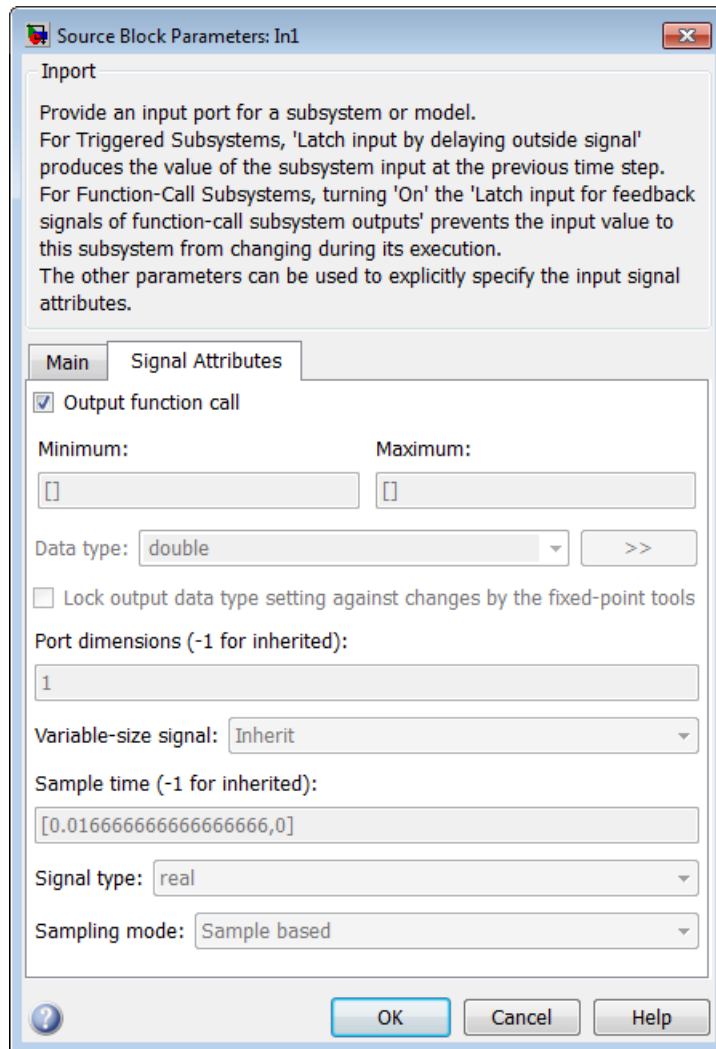 Source Block Parameters: In1
Inport
Provide an input port for a subsystem or model.
For Triggered Subsystems, 'Latch input by delaying outside signal'
produces the value of the subsystem input at the previous time step.
For Function-Call Subsystems, turning 'On' the 'Latch input for feedback
signals of function-call subsystem outputs' prevents the input value to
this subsystem from changing during its execution.
The other parameters can be used to explicitly specify the input signal
attributes.
Main Signal Attributes
Output function call
Minimum: Maximum:
[] []
Data type: double >>
Lock output data type setting against changes by the fixed-point tools
Port dimensions (-1 for inherited):
1
Variable-size signal: Inherit
Sample time (-1 for inherited):
[0.016666666666666666,0]
Signal type: real
Sampling mode: Sample based
? OK Cancel Help